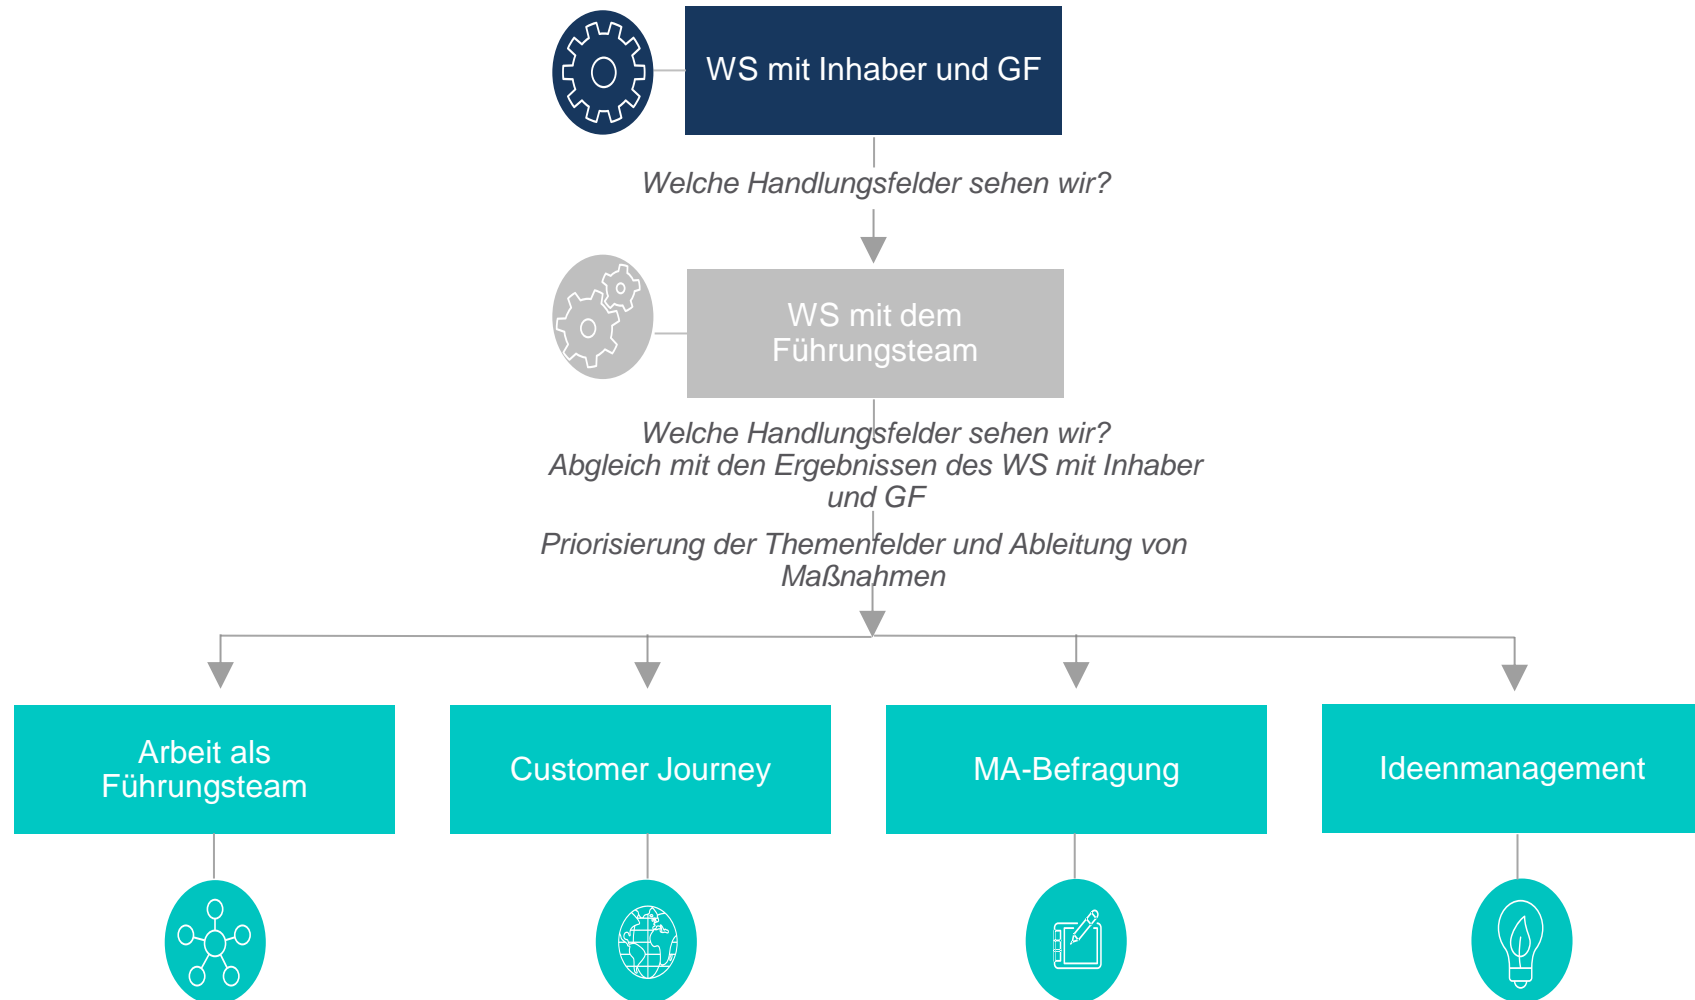 WS mit Inhaber und GF
Welche Handlungsfelder sehen wir?
WS mit dem
Führungsteam
Welche Handlungsfelder sehen wir?
Abgleich mit den Ergebnissen des WS mit Inhaber
und GF
Priorisierung der Themenfelder und Ableitung von
Maßnahmen
Arbeit als
Führungsteam
Customer Journey
MA-Befragung
Ideenmanagement